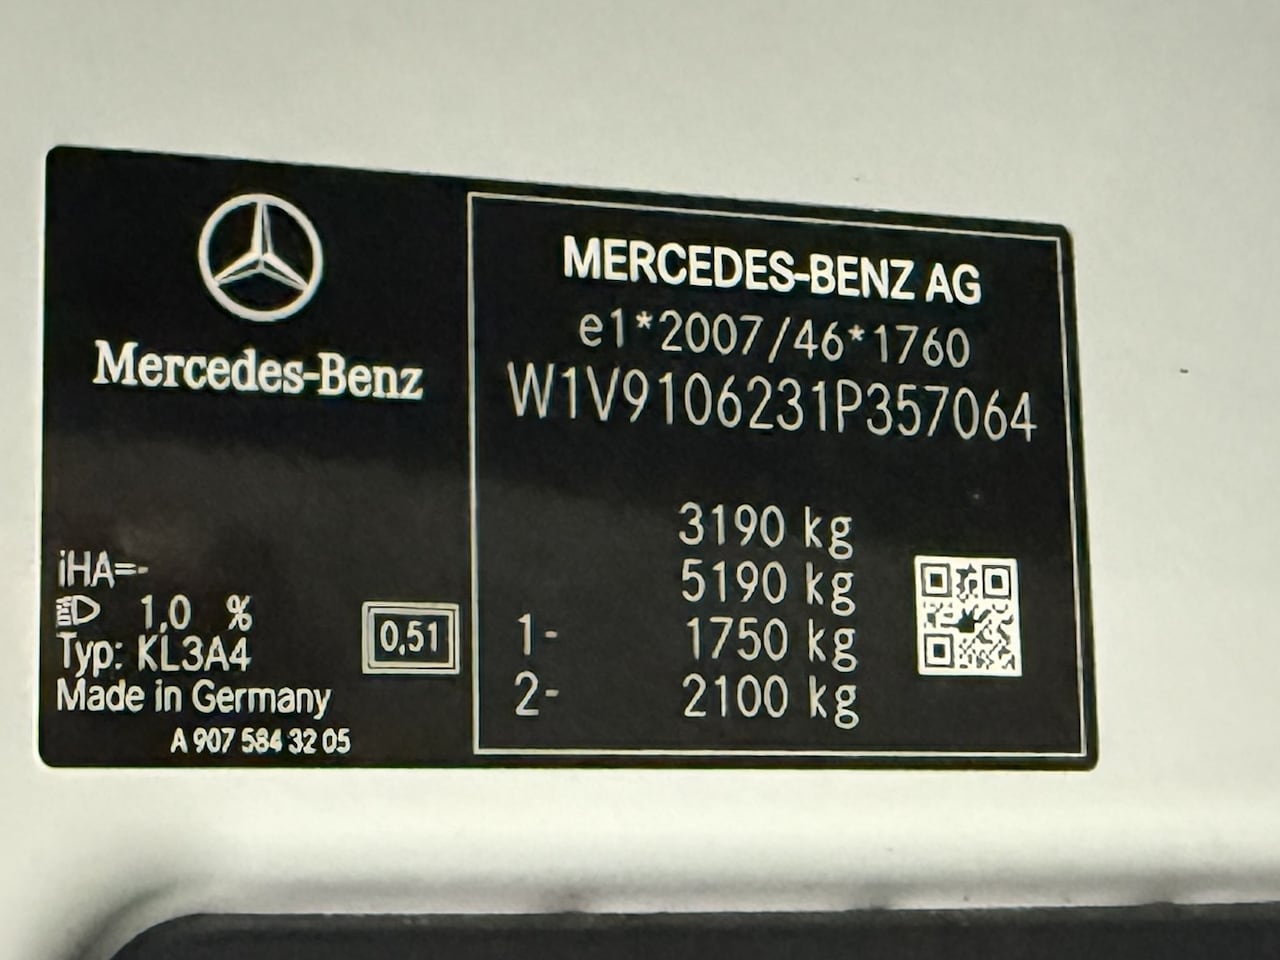 Mercedes-Benz
iHA=-
1,0 %
Typ: KL3A4
Made in Germany
A 907 584 32 05
0,51
MERCEDES-BENZ AG
e1*2007/46*1760
W1V9106231P357064
3190 kg
5190 kg
1- 1750 kg
2- 2100 kg